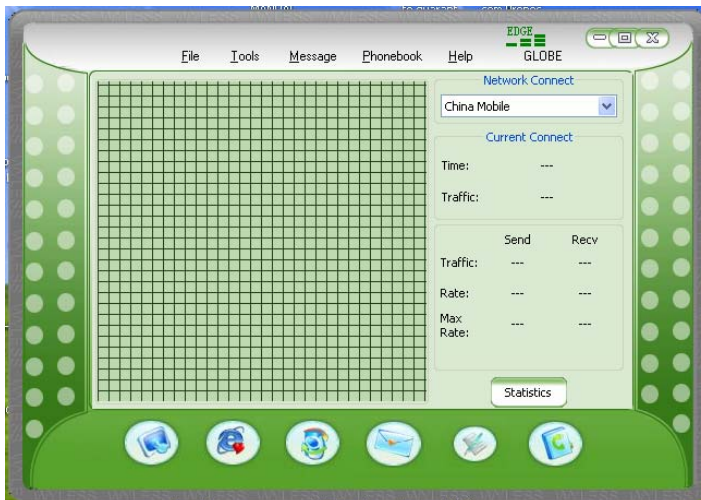 EDGE
File Tools Message Phonebook Help GLOBE
Network Connect
China Mobile
Current Connect
Time: ---
Traffic: ---
Send Recv
Traffic: --- ---
Rate: --- ---
Max
Rate: --- ---
Statistics